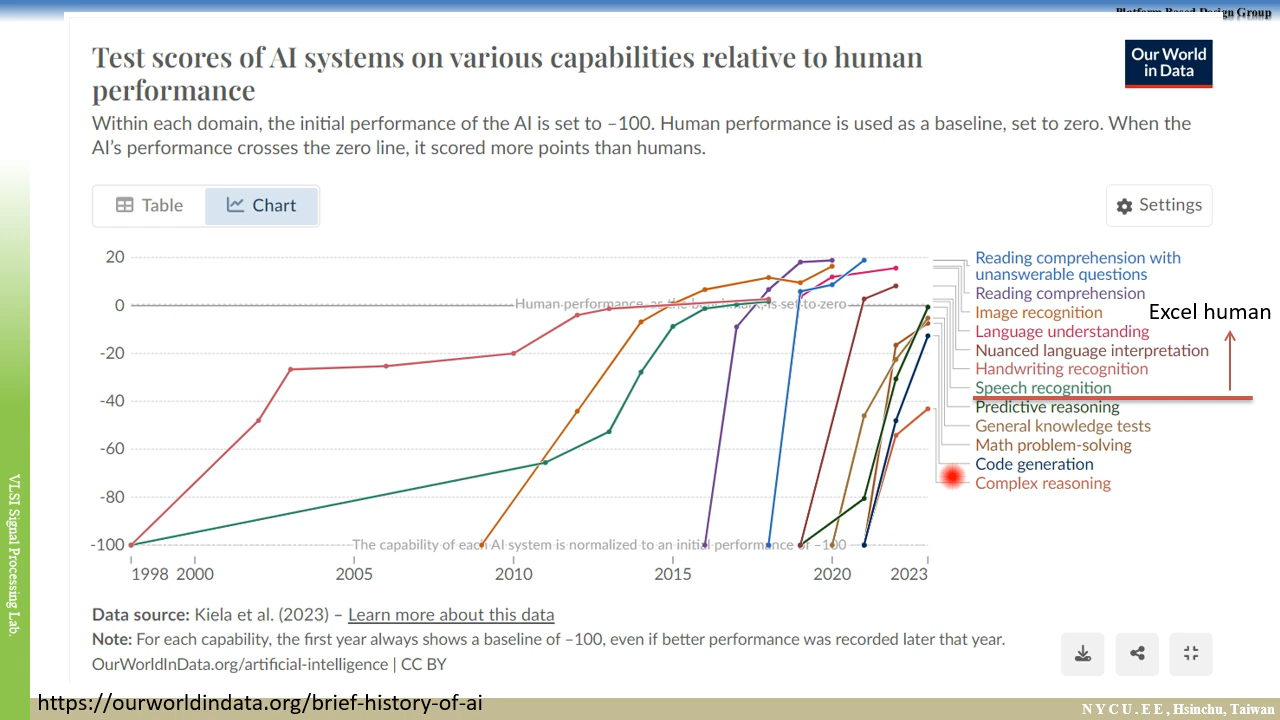 Platform Based Design Group
Test scores of AI systems on various capabilities relative to human
performance
Our World
in Data
Within each domain, the initial performance of the AI is set to −100. Human performance is used as a baseline, set to zero. When the
AI's performance crosses the zero line, it scored more points than humans.
Table
Chart
Settings
20
0
-20
-40
-60
-80
-100
Human performance, as the benchmark, is set to zero
The capability of each AI system is normalized to an initial performance of −100
1998
2000
2005
2010
2015
2020
2023
Reading comprehension with
unanswerable questions
Reading comprehension
Image recognition
Language understanding
Nuanced language interpretation
Handwriting recognition
Speech recognition
Predictive reasoning
General knowledge tests
Math problem-solving
Code generation
Complex reasoning
Excel human
Data source: Kiela et al. (2023) – Learn more about this data
Note: For each capability, the first year always shows a baseline of −100, even if better performance was recorded later that year.
OurWorldInData.org/artificial-intelligence | CC BY
VLSI Signal Processing Lab.
https://ourworldindata.org/brief-history-of-ai
N Y C U . E E , Hsinchu, Taiwan